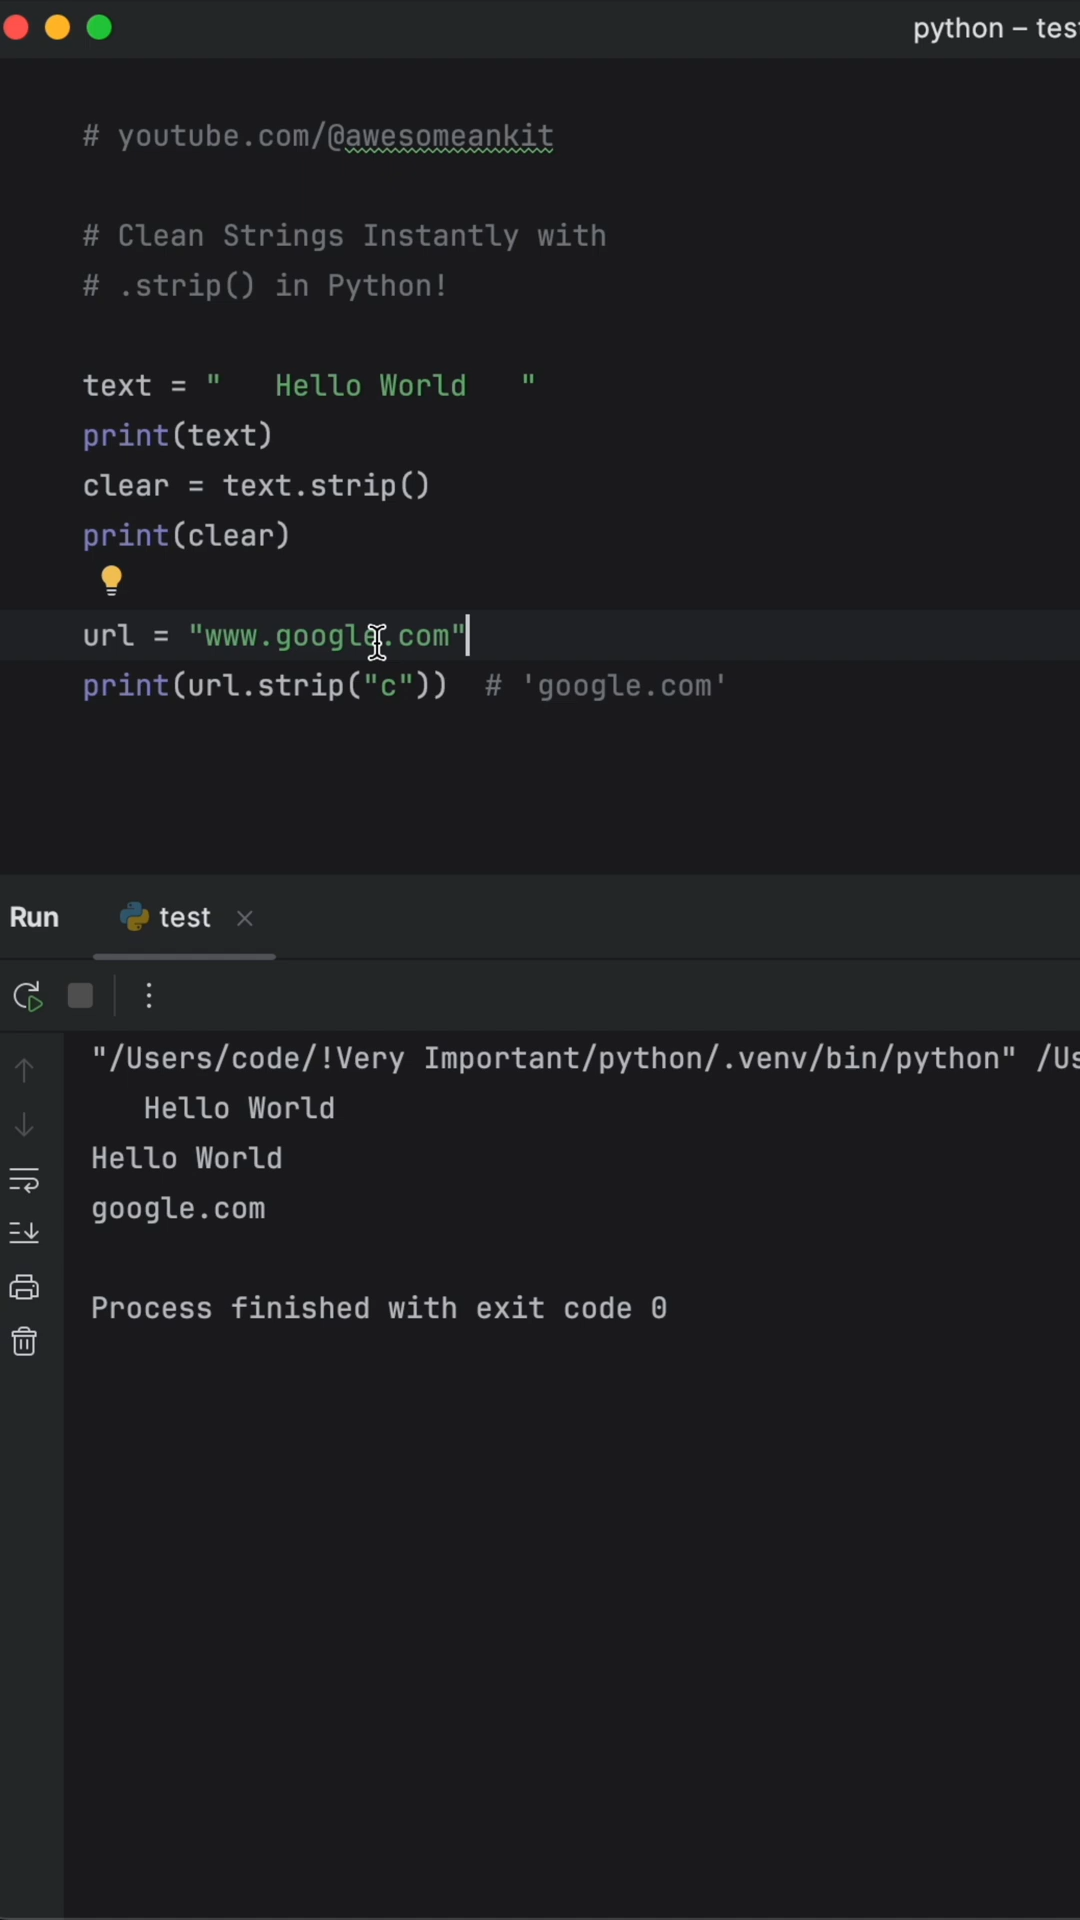 python – test
# youtube.com/@awesomeankit
# Clean Strings Instantly with
# .strip() in Python!
text = "   Hello World   "
print(text)
clear = text.strip()
print(clear)
url = "www.google.com"
print(url.strip("c"))  # 'google.com'
Run test
"/Users/code/!Very Important/python/.venv/bin/python" /Us
   Hello World
Hello World
google.com
Process finished with exit code 0